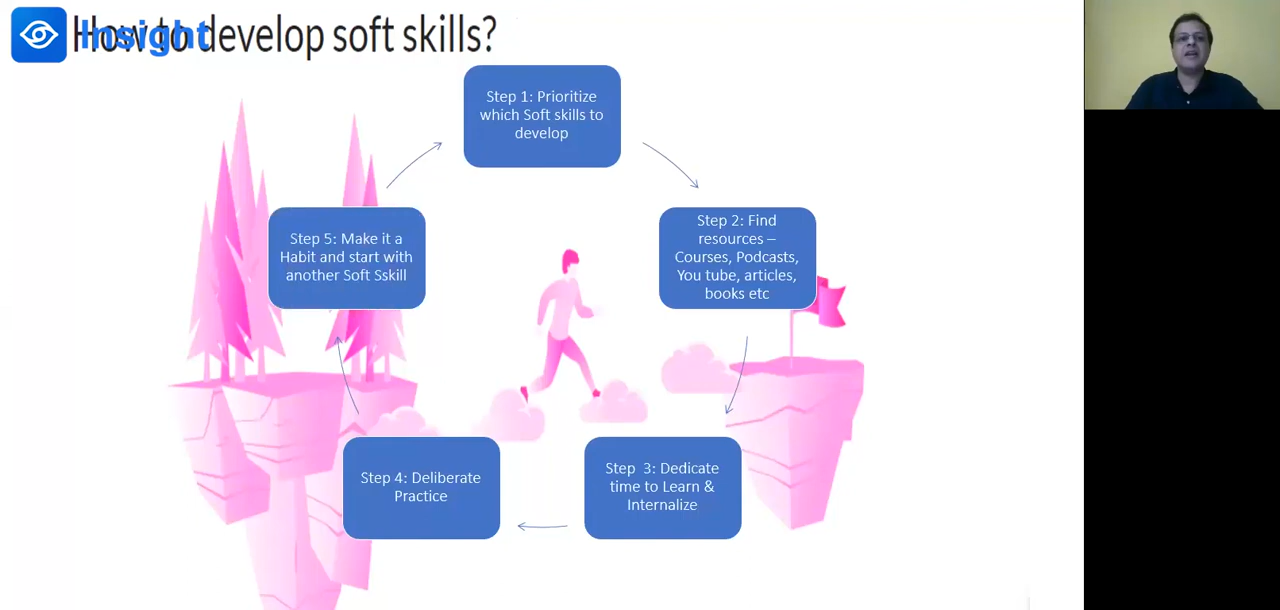 How to develop soft skills?
Insight
Step 1: Prioritize
which Soft skills to
develop
Step 2: Find
resources –
Courses, Podcasts,
You tube, articles,
books etc
Step  3: Dedicate
time to Learn &
Internalize
Step 4: Deliberate
Practice
Step 5: Make it a
Habit and start with
another Soft Sskill